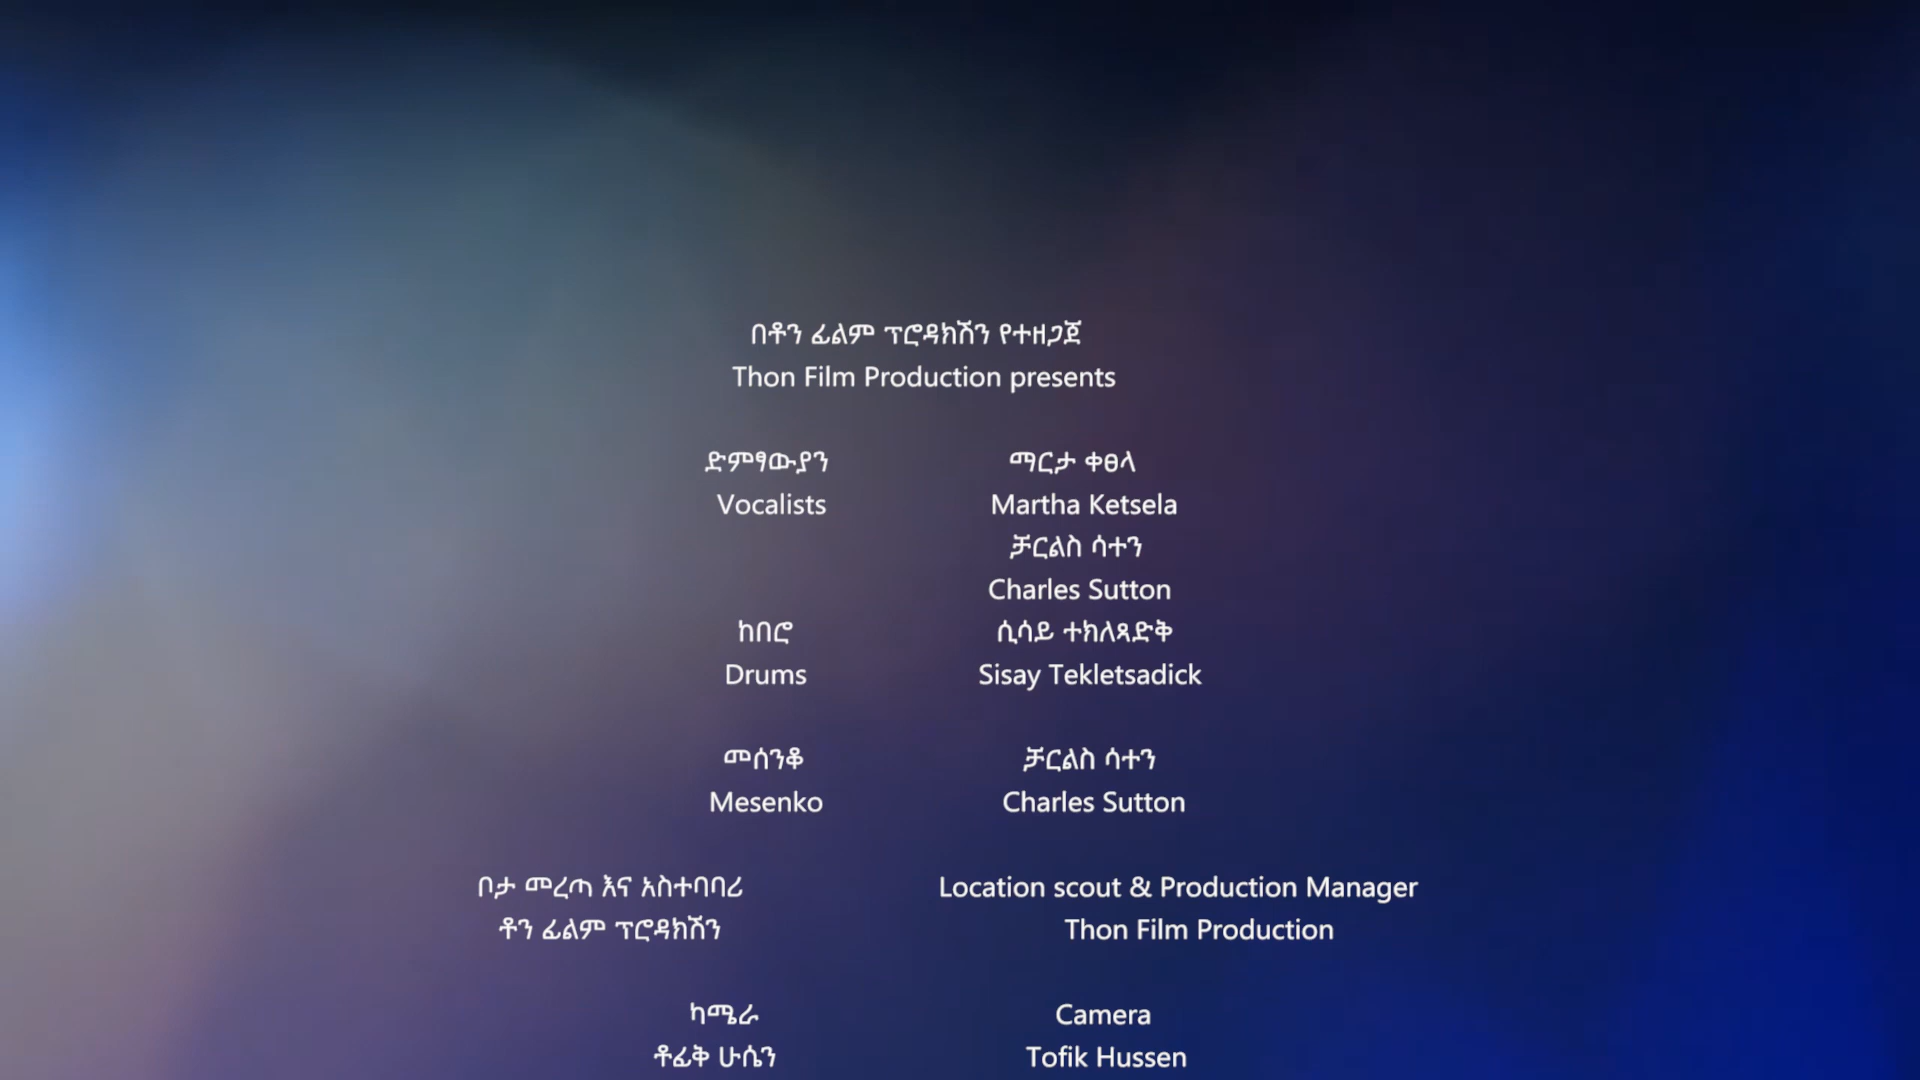 በቶን ፊልም ፕሮዳክሽን የተዘጋጀ
Thon Film Production presents
ድምፃውያን ማርታ ቀፀላ
Vocalists Martha Ketsela
ቻርልስ ሳተን
Charles Sutton
ከበሮ ሲሳይ ተክለጻድቅ
Drums Sisay Tekletsadick
መሰንቆ ቻርልስ ሳተን
Mesenko Charles Sutton
ቦታ መረጣ እና አስተባባሪ Location scout & Production Manager
ቶን ፊልም ፕሮዳክሽን Thon Film Production
ካሜራ Camera
ቶፊቅ ሁሴን Tofik Hussen